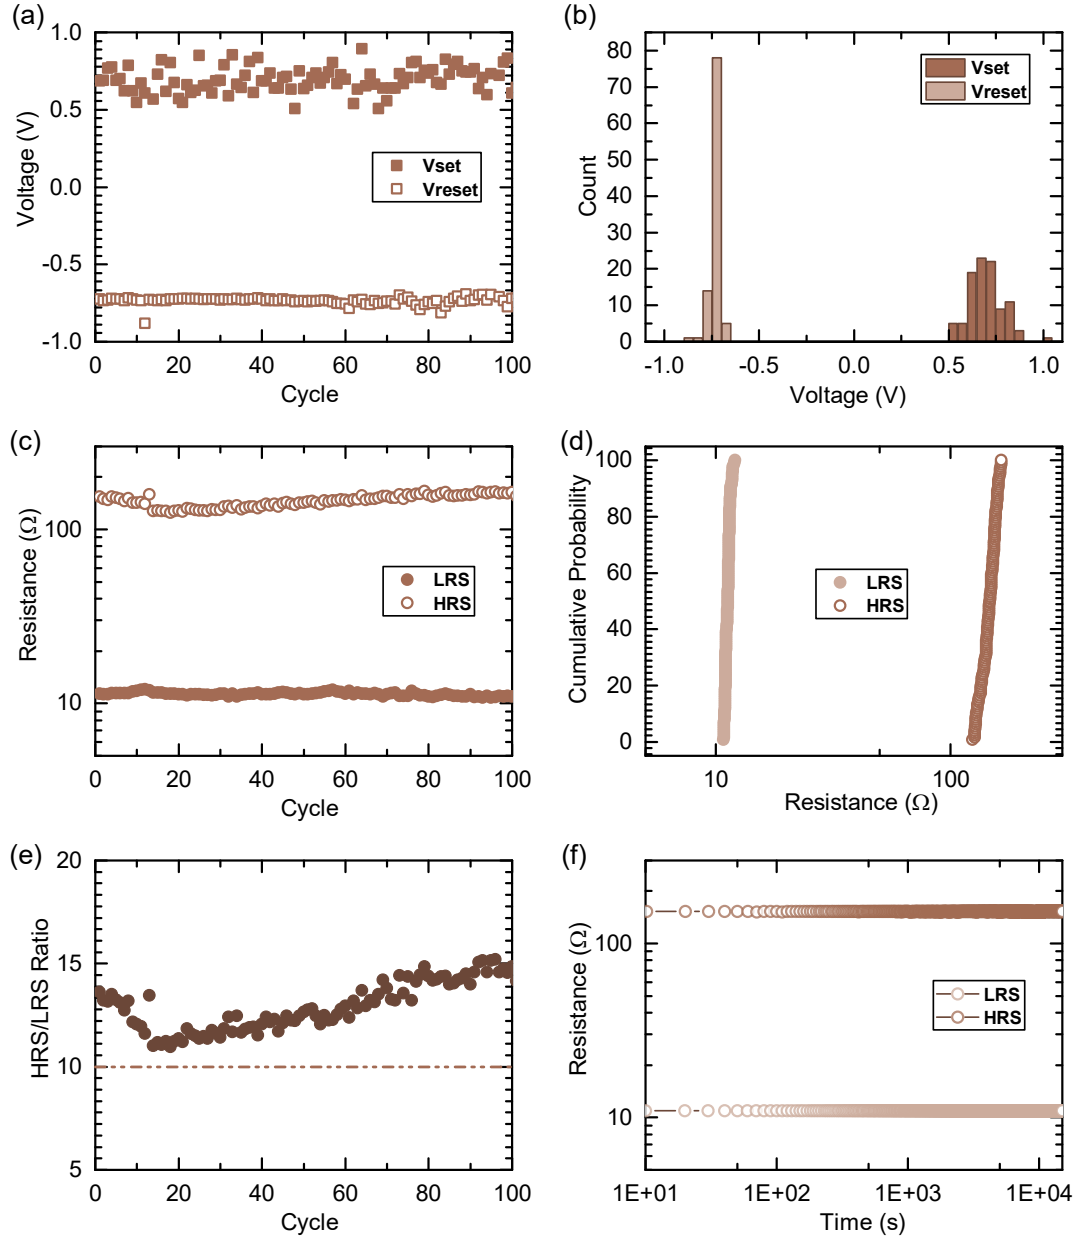 (a)
1.0
0.5
0.0
-0.5
-1.0
Voltage (V)
Vset
Vreset
0 20 40 60 80 100
Cycle
(b)
80
70
60
50
40
30
20
10
0
Count
Vset
Vreset
-1.0 -0.5 0.0 0.5 1.0
Voltage (V)
(c)
100
10
Resistance (Ω)
LRS
HRS
0 20 40 60 80 100
Cycle
(d)
100
80
60
40
20
0
Cumulative Probability
LRS
HRS
10 100
Resistance (Ω)
(e)
20
15
10
5
HRS/LRS Ratio
0 20 40 60 80 100
Cycle
(f)
100
10
Resistance (Ω)
LRS
HRS
1E+01 1E+02 1E+03 1E+04
Time (s)